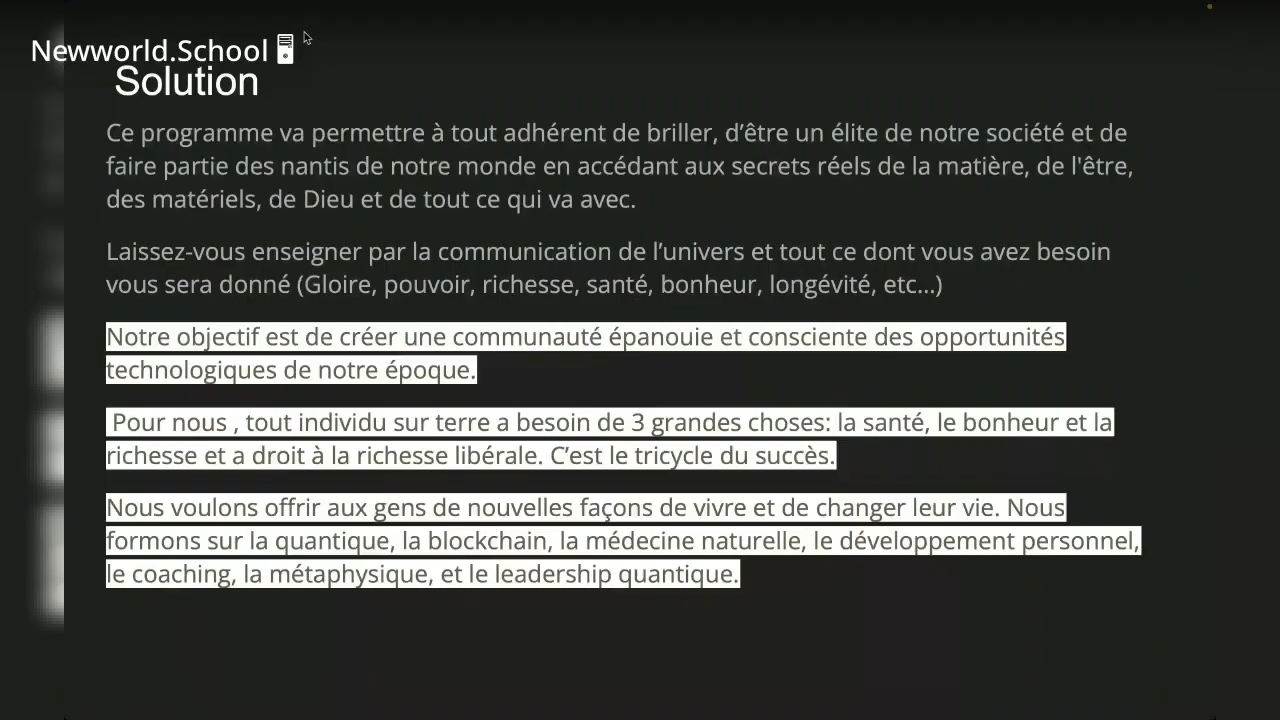 Newworld.School
Solution
Ce programme va permettre à tout adhérent de briller, d’être un élite de notre société et de
faire partie des nantis de notre monde en accédant aux secrets réels de la matière, de l'être,
des matériels, de Dieu et de tout ce qui va avec.
Laissez-vous enseigner par la communication de l’univers et tout ce dont vous avez besoin
vous sera donné (Gloire, pouvoir, richesse, santé, bonheur, longévité, etc…)
Notre objectif est de créer une communauté épanouie et consciente des opportunités
technologiques de notre époque.
Pour nous , tout individu sur terre a besoin de 3 grandes choses: la santé, le bonheur et la
richesse et a droit à la richesse libérale. C’est le tricycle du succès.
Nous voulons offrir aux gens de nouvelles façons de vivre et de changer leur vie. Nous
formons sur la quantique, la blockchain, la médecine naturelle, le développement personnel,
le coaching, la métaphysique, et le leadership quantique.